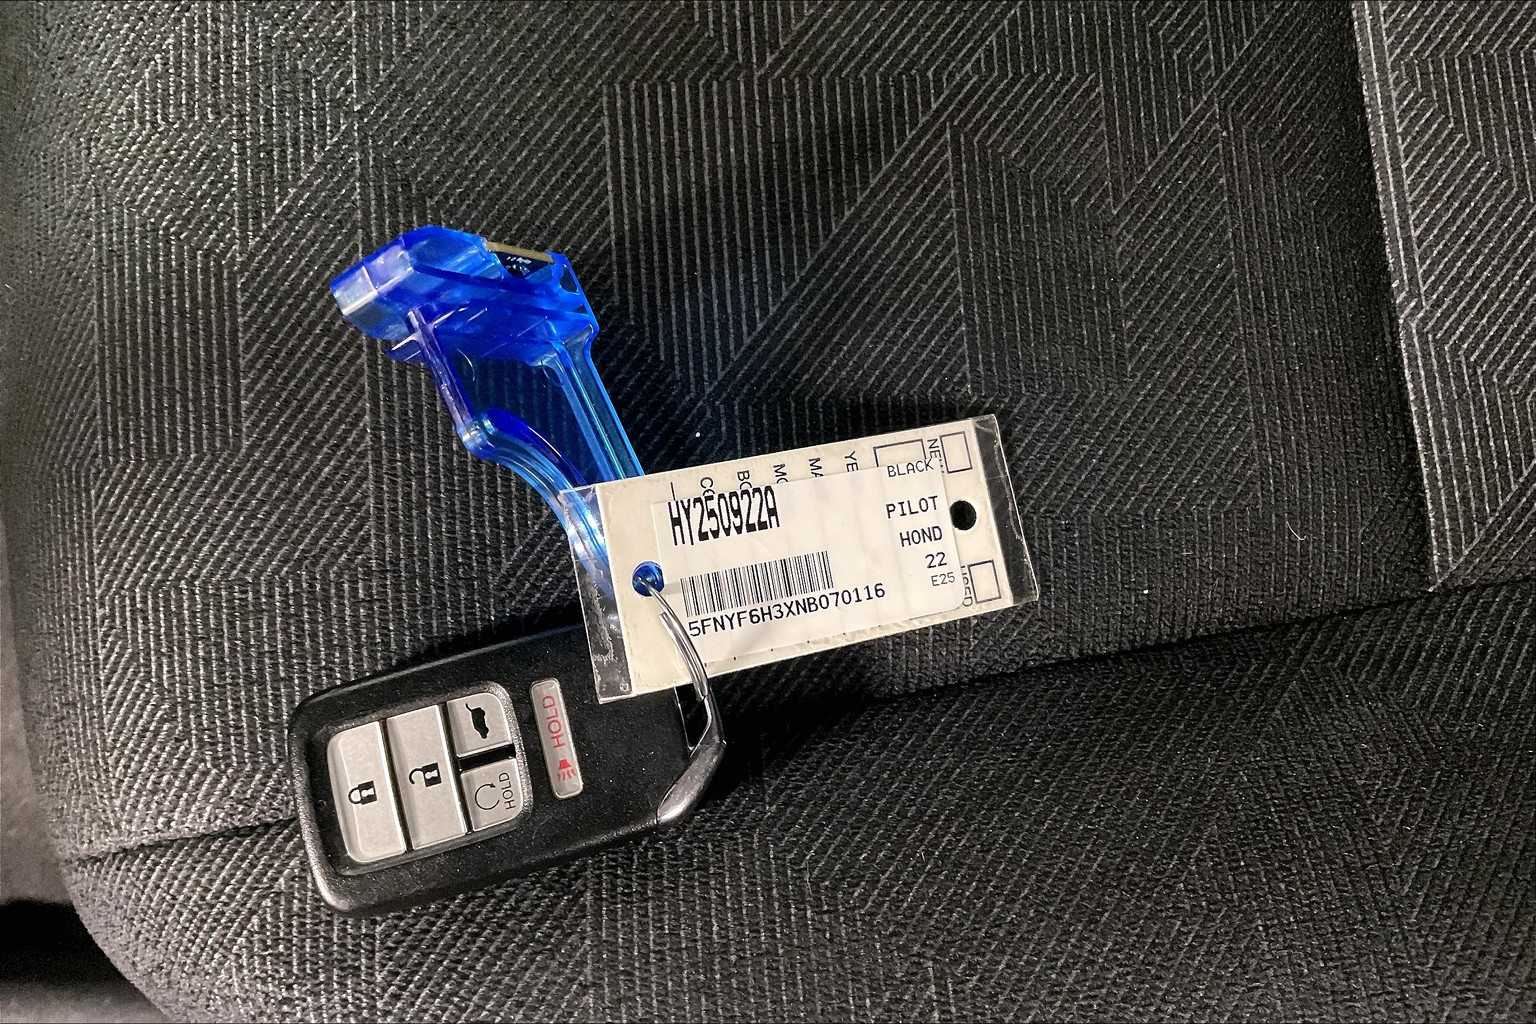 HY250922A
BLACK
PILOT
HOND
22
E25
5FNYF6H3XNB070116
HOLD
HOLD